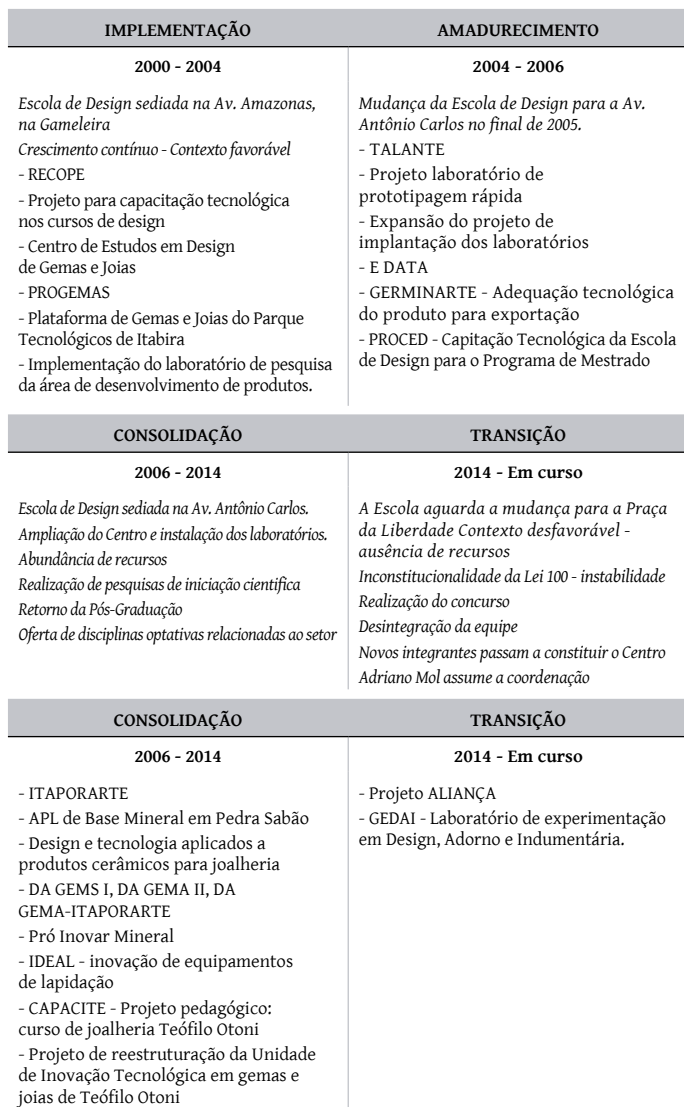 IMPLEMENTAÇÃO
2000 - 2004
Escola de Design sediada na Av. Amazonas,
na Gameleira
Crescimento contínuo - Contexto favorável
- RECOPE
- Projeto para capacitação tecnológica
nos cursos de design
- Centro de Estudos em Design
de Gemas e Joias
- PROGEMAS
- Plataforma de Gemas e Joias do Parque
Tecnológicos de Itabira
- Implementação do laboratório de pesquisa
da área de desenvolvimento de produtos.
AMADURECIMENTO
2004 - 2006
Mudança da Escola de Design para a Av.
Antônio Carlos no final de 2005.
- TALANTE
- Projeto laboratório de
prototipagem rápida
- Expansão do projeto de
implantação dos laboratórios
- E DATA
- GERMINARTE - Adequação tecnológica
do produto para exportação
- PROCED - Capitação Tecnológica da Escola
de Design para o Programa de Mestrado
CONSOLIDAÇÃO
2006 - 2014
Escola de Design sediada na Av. Antônio Carlos.
Ampliação do Centro e instalação dos laboratórios.
Abundância de recursos
Realização de pesquisas de iniciação cientifica
Retorno da Pós-Graduação
Oferta de disciplinas optativas relacionadas ao setor
TRANSIÇÃO
2014 - Em curso
A Escola aguarda a mudança para a Praça
da Liberdade Contexto desfavorável -
ausência de recursos
Inconstitucionalidade da Lei 100 - instabilidade
Realização do concurso
Desintegração da equipe
Novos integrantes passam a constituir o Centro
Adriano Mol assume a coordenação
CONSOLIDAÇÃO
2006 - 2014
- ITAPORARTE
- APL de Base Mineral em Pedra Sabão
- Design e tecnologia aplicados a
produtos cerâmicos para joalheria
- DA GEMS I, DA GEMA II, DA
GEMA-ITAPORARTE
- Pró Inovar Mineral
- IDEAL - inovação de equipamentos
de lapidação
- CAPACITE - Projeto pedagógico:
curso de joalheria Teófilo Otoni
- Projeto de reestruturação da Unidade
de Inovação Tecnológica em gemas e
joias de Teófilo Otoni
TRANSIÇÃO
2014 - Em curso
- Projeto ALIANÇA
- GEDAI - Laboratório de experimentação
em Design, Adorno e Indumentária.